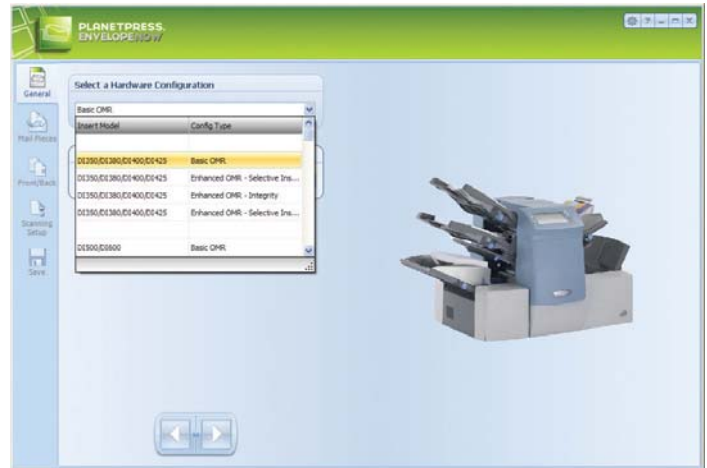 PLANETPRESS.
ENVELOPENOW
General
Select a Hardware Configuration
Basic OMR
Mail Pieces
Insert Model Config Type
DI350/DI380/DI400/DI425 Basic OMR
Front/Back
DI350/DI380/DI400/DI425 Enhanced OMR - Selective Ins...
DI350/DI380/DI400/DI425 Enhanced OMR - Integrity
DI350/DI380/DI400/DI425 Enhanced OMR - Selective Ins...
Scanning
Setup
DI500/DI600 Basic OMR
Save